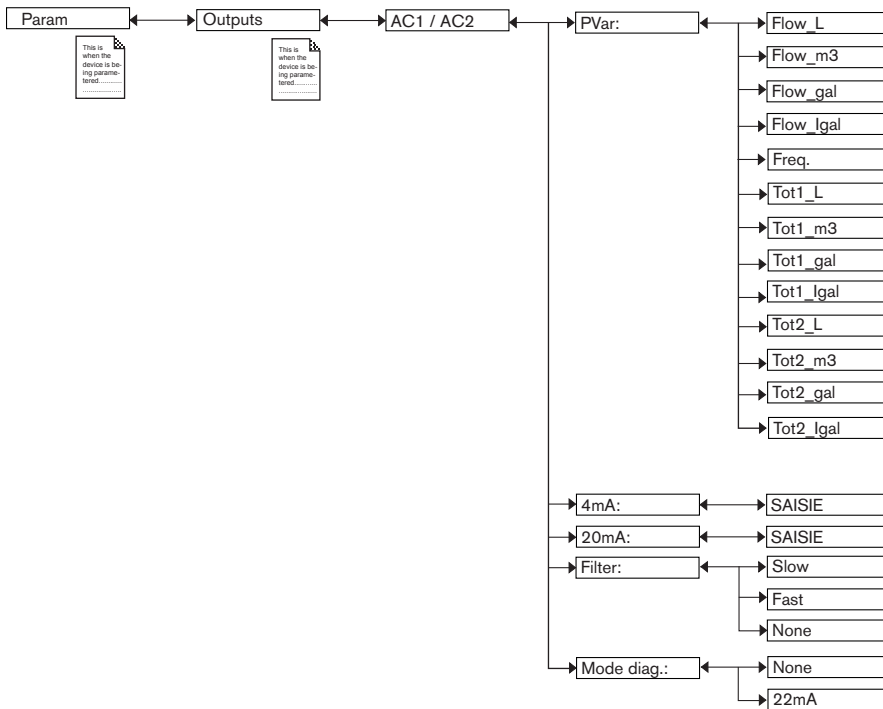 Param
Outputs
AC1 / AC2
PVar:
Flow_L
Flow_m3
Flow_gal
Flow_Igal
Freq.
Tot1_L
Tot1_m3
Tot1_gal
Tot1_Igal
Tot2_L
Tot2_m3
Tot2_gal
Tot2_Igal
This is
when the
device is be-
ing parame-
tered...........
...................
This is
when the
device is be-
ing parame-
tered...........
...................
4mA:
SAISIE
20mA:
SAISIE
Filter:
Slow
Fast
None
Mode diag.:
None
22mA